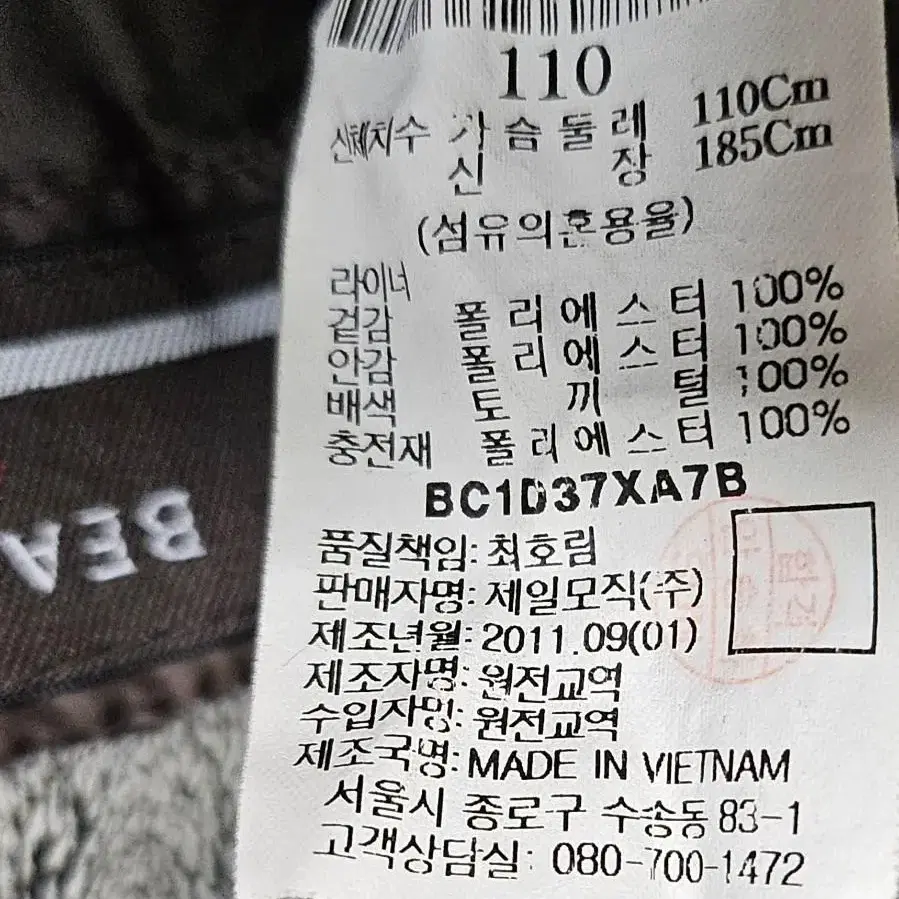 110
신체치수 가슴둘레 110Cm
신 장 185Cm
(섬유의혼용율)
라이너
겉감 폴리에스터 100%
안감 폴리에스터 100%
배색 토끼털 100%
충전재 폴리에스터 100%
BC1D37XA7B
품질책임: 최호림
판매자명: 제일모직(주)
제조년월: 2011.09(01)
제조자명: 원전교역
수입자명: 원전교역
제조국명: MADE IN VIETNAM
서울시 종로구 수송동 83-1
고객상담실: 080-700-1472
BEA